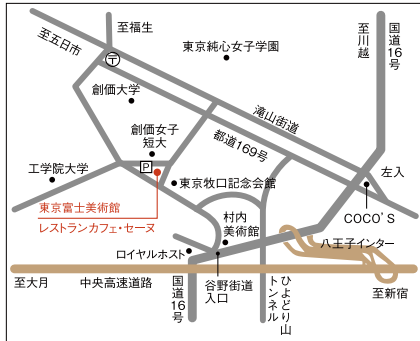 至福生
至五日市
〒
東京純心女子学園
至川越
国道16号
創価大学
滝山街道
都道169号
創価女子
短大
P
工学院大学
左入
東京牧口記念会館
COCO'S
東京富士美術館
レストランカフェ・セーヌ
村内
美術館
八王子インター
ロイヤルホスト
至大月
中央高速道路
国道16号
谷野街道
入口
ひよどり山
トンネル
至新宿